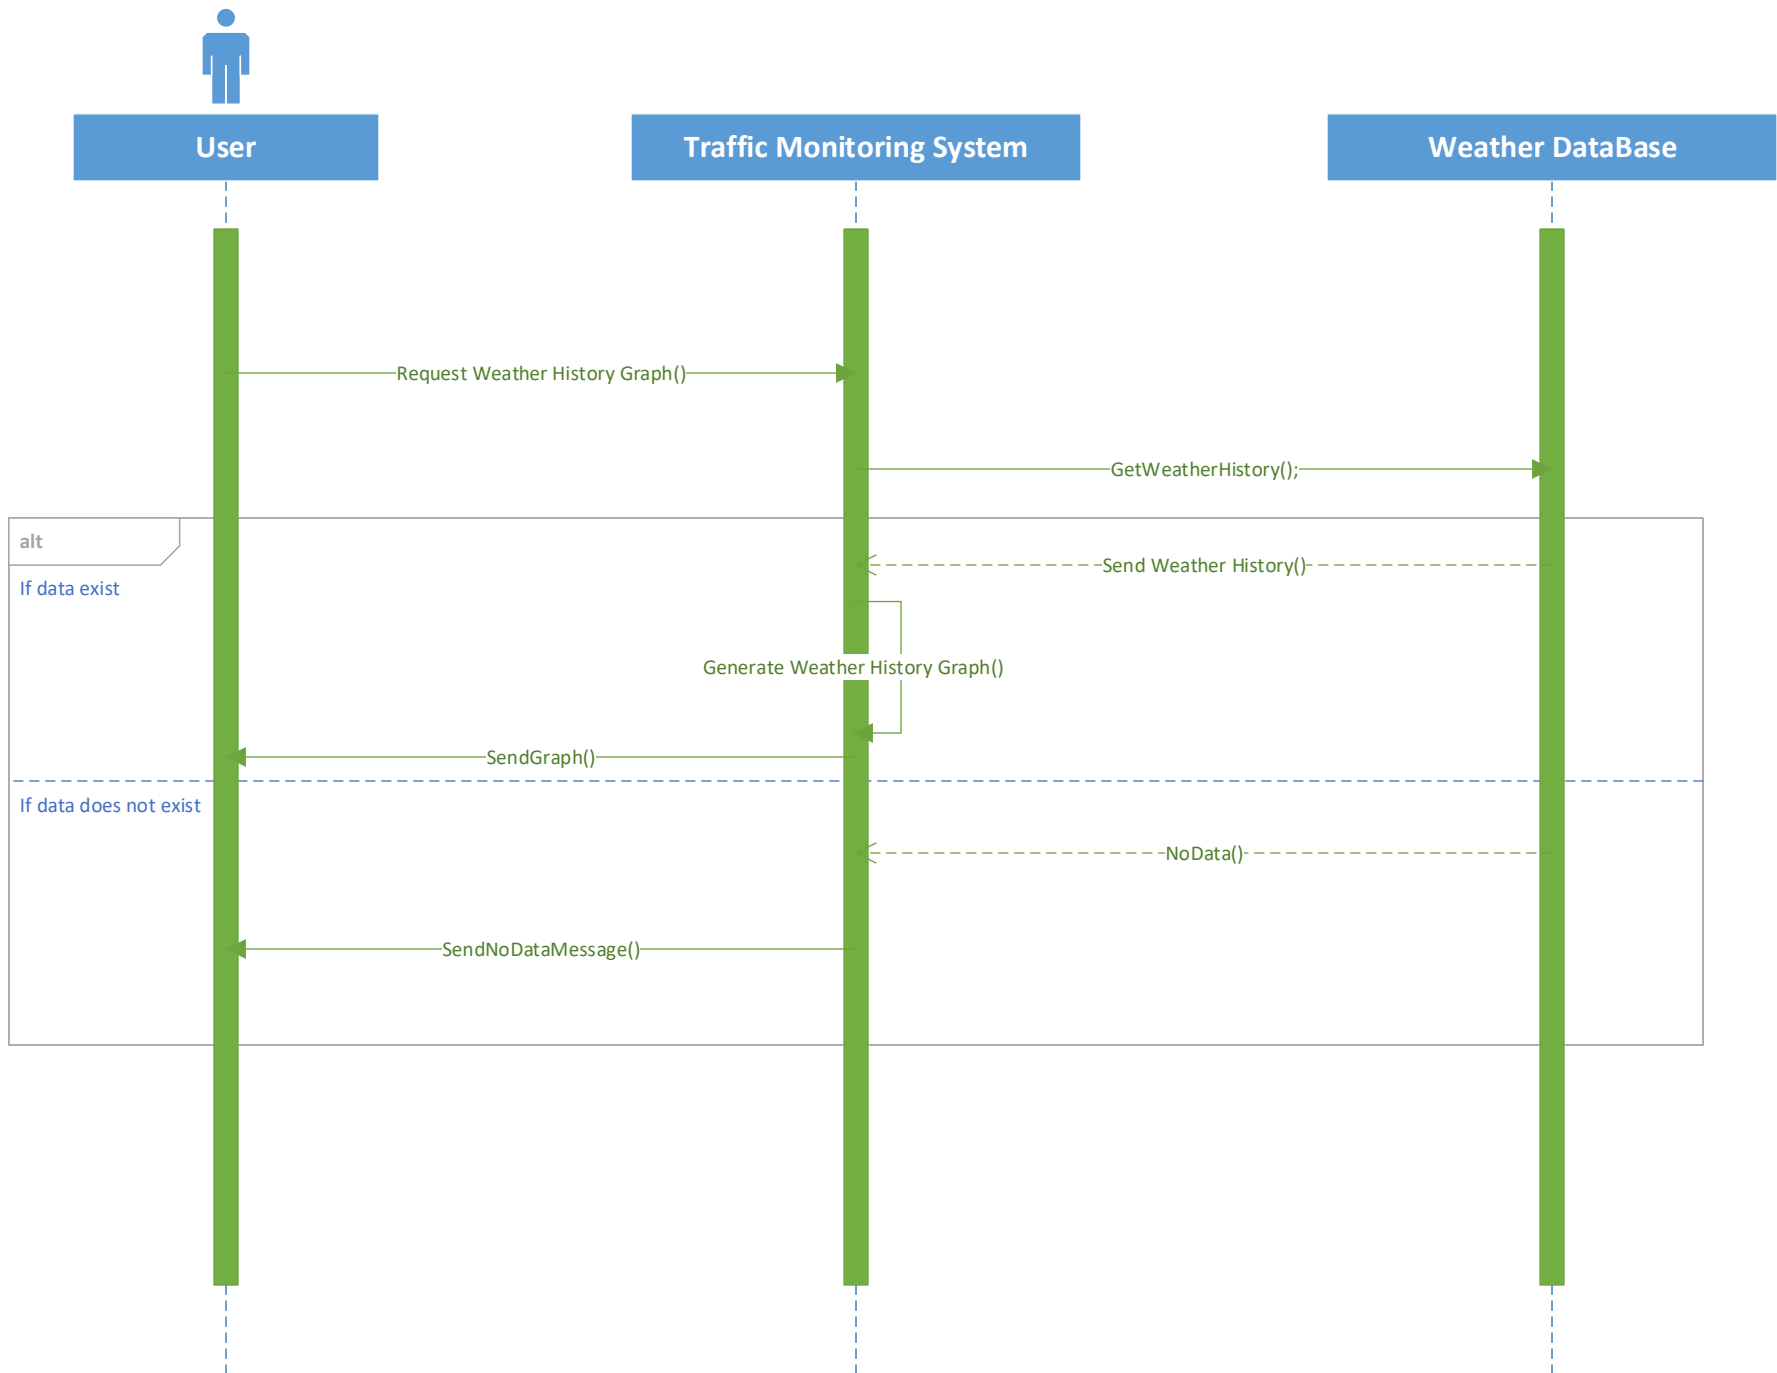 User
Traffic Monitoring System
Weather DataBase
Request Weather History Graph()
GetWeatherHistory();
alt
Send Weather History()
If data exist
Generate Weather History Graph()
SendGraph()
If data does not exist
NoData()
SendNoDataMessage()